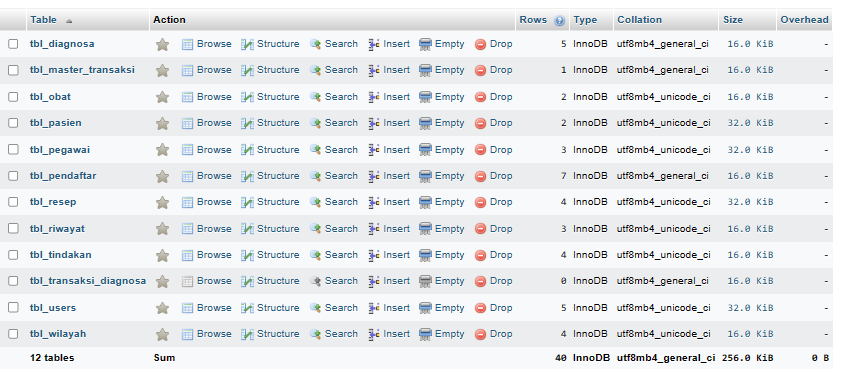 Table Action Rows Type Collation Size Overhead
tbl_diagnosa Browse Structure Search Insert Empty Drop 5 InnoDB utf8mb4_general_ci 16.0 KiB -
tbl_master_transaksi Browse Structure Search Insert Empty Drop 1 InnoDB utf8mb4_general_ci 16.0 KiB -
tbl_obat Browse Structure Search Insert Empty Drop 2 InnoDB utf8mb4_unicode_ci 16.0 KiB -
tbl_pasien Browse Structure Search Insert Empty Drop 2 InnoDB utf8mb4_unicode_ci 32.0 KiB -
tbl_pegawai Browse Structure Search Insert Empty Drop 3 InnoDB utf8mb4_unicode_ci 32.0 KiB -
tbl_pendaftar Browse Structure Search Insert Empty Drop 7 InnoDB utf8mb4_general_ci 16.0 KiB -
tbl_resep Browse Structure Search Insert Empty Drop 4 InnoDB utf8mb4_unicode_ci 32.0 KiB -
tbl_riwayat Browse Structure Search Insert Empty Drop 3 InnoDB utf8mb4_unicode_ci 16.0 KiB -
tbl_tindakan Browse Structure Search Insert Empty Drop 4 InnoDB utf8mb4_unicode_ci 16.0 KiB -
tbl_transaksi_diagnosa Browse Structure Search Insert Empty Drop 0 InnoDB utf8mb4_general_ci 16.0 KiB -
tbl_users Browse Structure Search Insert Empty Drop 5 InnoDB utf8mb4_unicode_ci 32.0 KiB -
tbl_wilayah Browse Structure Search Insert Empty Drop 4 InnoDB utf8mb4_unicode_ci 16.0 KiB -
12 tables Sum 40 InnoDB utf8mb4_general_ci 256.0 KiB 0 B